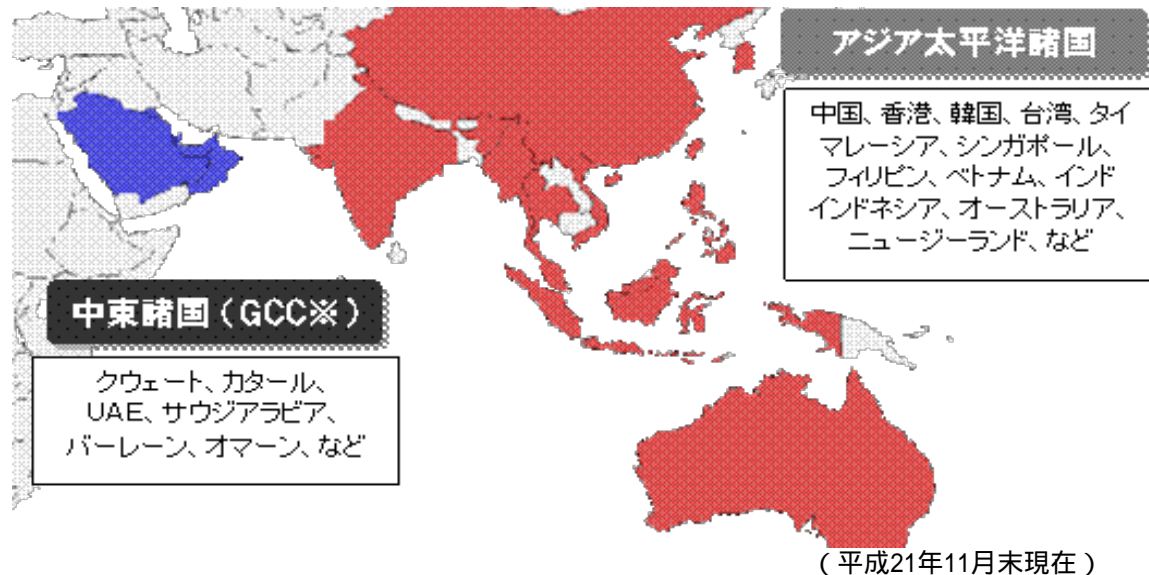 アジア太平洋諸国
中国、香港、韓国、台湾、タイ
マレーシア、シンガポール、
フィリピン、ベトナム、インド
インドネシア、オーストラリア、
ニュージーランド、など
中東諸国(GCC※)
クウェート、カタール、
UAE、サウジアラビア、
バーレーン、オマーン、など
(平成21年11月末現在)